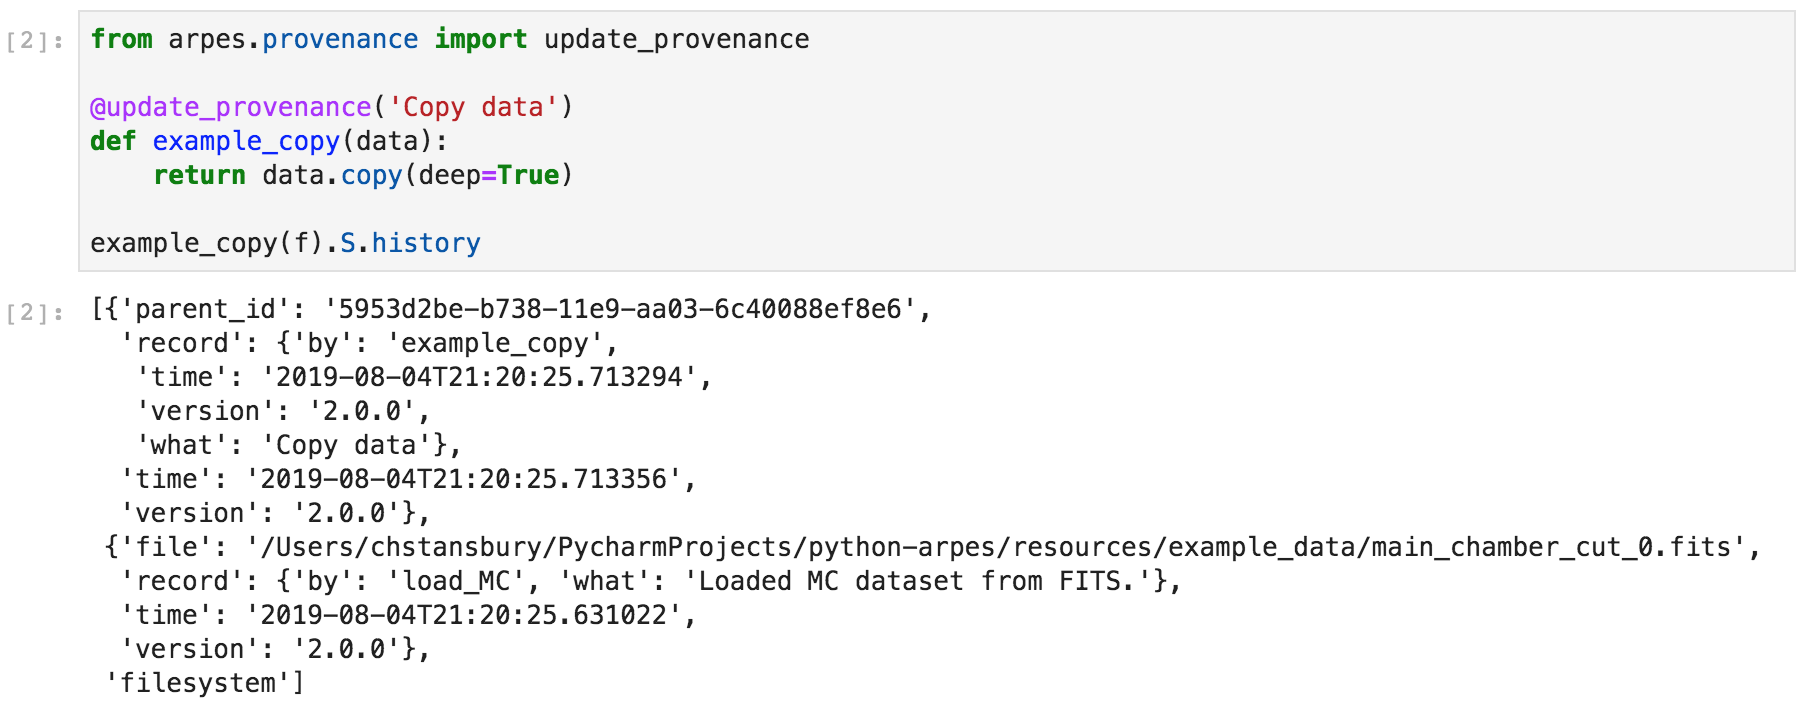 [2]: from arpes.provenance import update_provenance
@update_provenance('Copy data')
def example_copy(data):
    return data.copy(deep=True)
example_copy(f).S.history
[2]: [{'parent_id': '5953d2be-b738-11e9-aa03-6c40088ef8e6',
  'record': {'by': 'example_copy',
   'time': '2019-08-04T21:20:25.713294',
   'version': '2.0.0',
   'what': 'Copy data'},
  'time': '2019-08-04T21:20:25.713356',
  'version': '2.0.0'},
 {'file': '/Users/chstansbury/PycharmProjects/python-arpes/resources/example_data/main_chamber_cut_0.fits',
  'record': {'by': 'load_MC', 'what': 'Loaded MC dataset from FITS.'},
  'time': '2019-08-04T21:20:25.631022',
  'version': '2.0.0'},
 'filesystem']